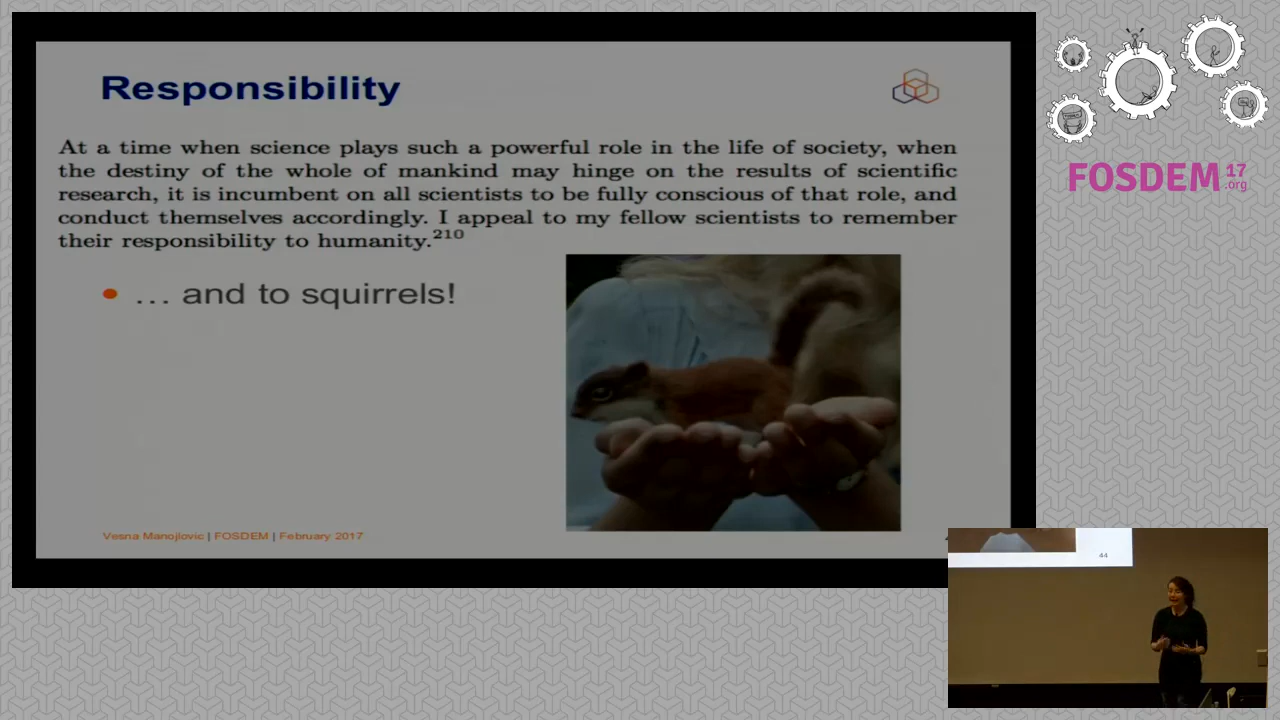 Responsibility
At a time when science plays such a powerful role in the life of society, when
the destiny of the whole of mankind may hinge on the results of scientific
research, it is incumbent on all scientists to be fully conscious of that role, and
conduct themselves accordingly. I appeal to my fellow scientists to remember
their responsibility to humanity.210
• … and to squirrels!
Vesna Manojlovic | FOSDEM | February 2017
FOSDEM 17
.org
44